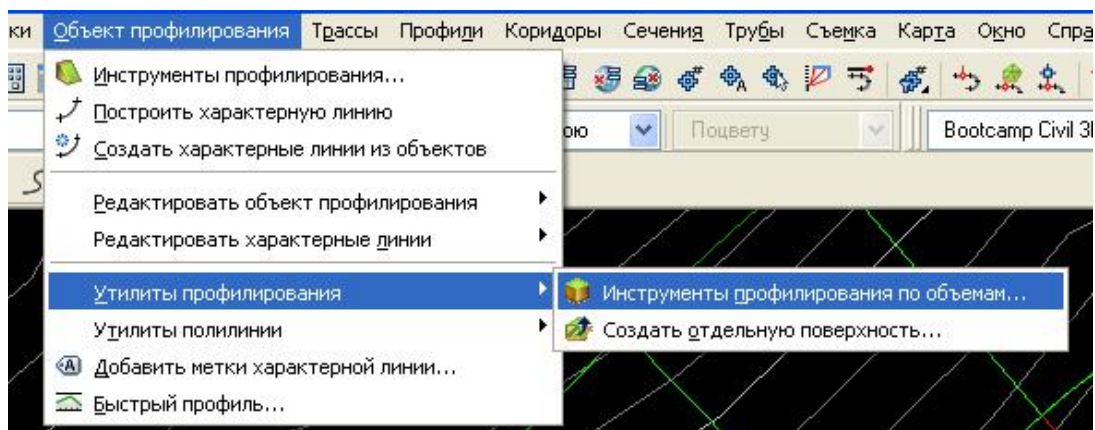 ки Объект профилирования Трассы Профили Коридоры Сечения Трубы Съемка Карта Окно Спра
Инструменты профилирования...
Построить характерную линию
ою Поцвету Bootcamp Civil 3I
Создать характерные линии из объектов
Редактировать объект профилирования
Редактировать характерные линии
Утилиты профилирования
Инструменты профилирования по объемам...
Утилиты полилинии
Создать отдельную поверхность...
Добавить метки характерной линии...
Быстрый профиль...